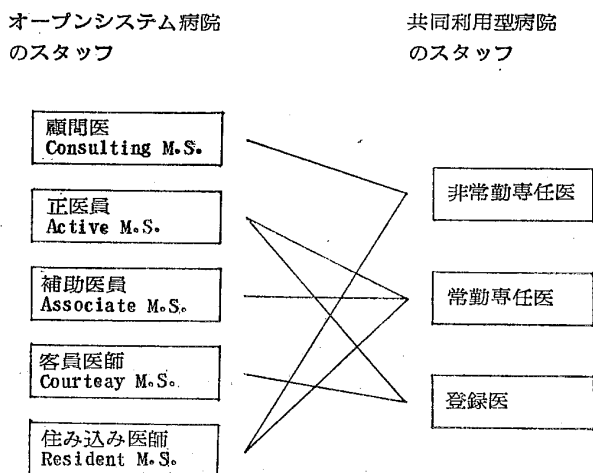 オープンシステム病院
のスタッフ
共同利用型病院
のスタッフ
顧問医
Consulting M.S.
正医員
Active M.S.
補助医員
Associate M.S.
客員医師
Courteay M.S.
住み込み医師
Resident M.S.
非常勤専任医
常勤専任医
登録医